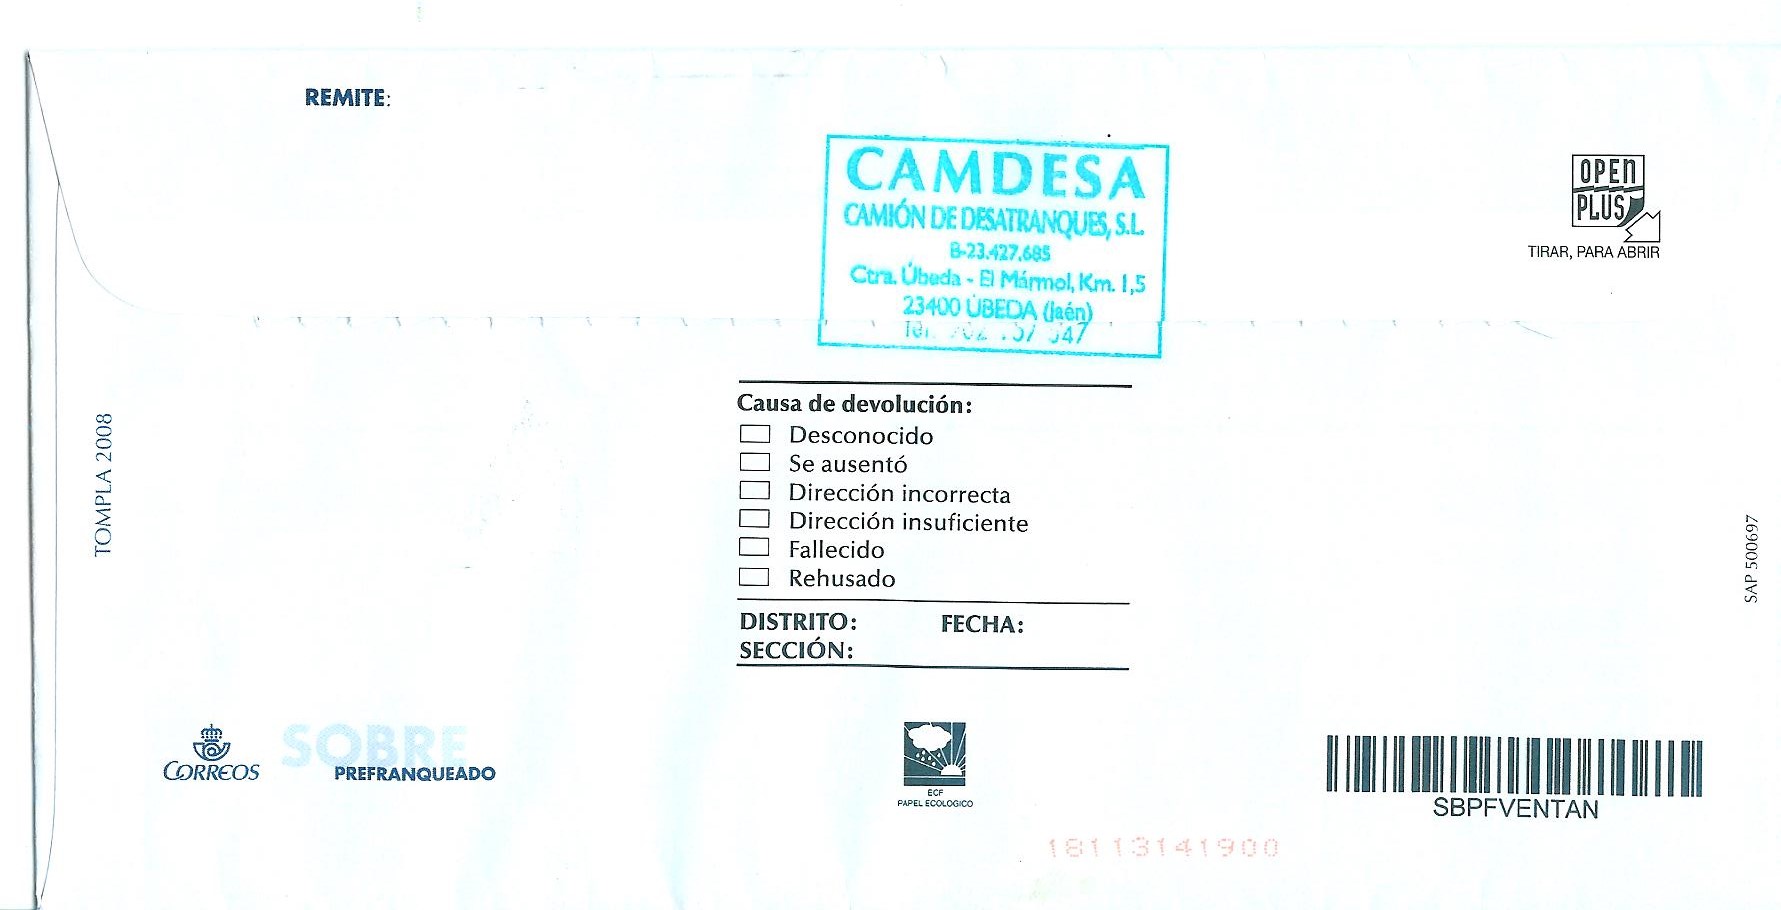 REMITE:
CAMDESA
CAMIÓN DE DESATRANQUES, S.L.
B-23.427.685
Ctra. Úbeda - El Mármol, Km. 1,5
23400 ÚBEDA (Jaén)
OPEN
PLUS
TIRAR, PARA ABRIR
Causa de devolución:
Desconocido
Se ausentó
Dirección incorrecta
Dirección insuficiente
Fallecido
Rehusado
DISTRITO: FECHA:
SECCIÓN:
TOMPLA 2008
SAP 500697
CORREOS
SOBRE
PREFRANQUEADO
ECF
PAPEL ECOLOGICO
SBPFVENTAN
18113141900